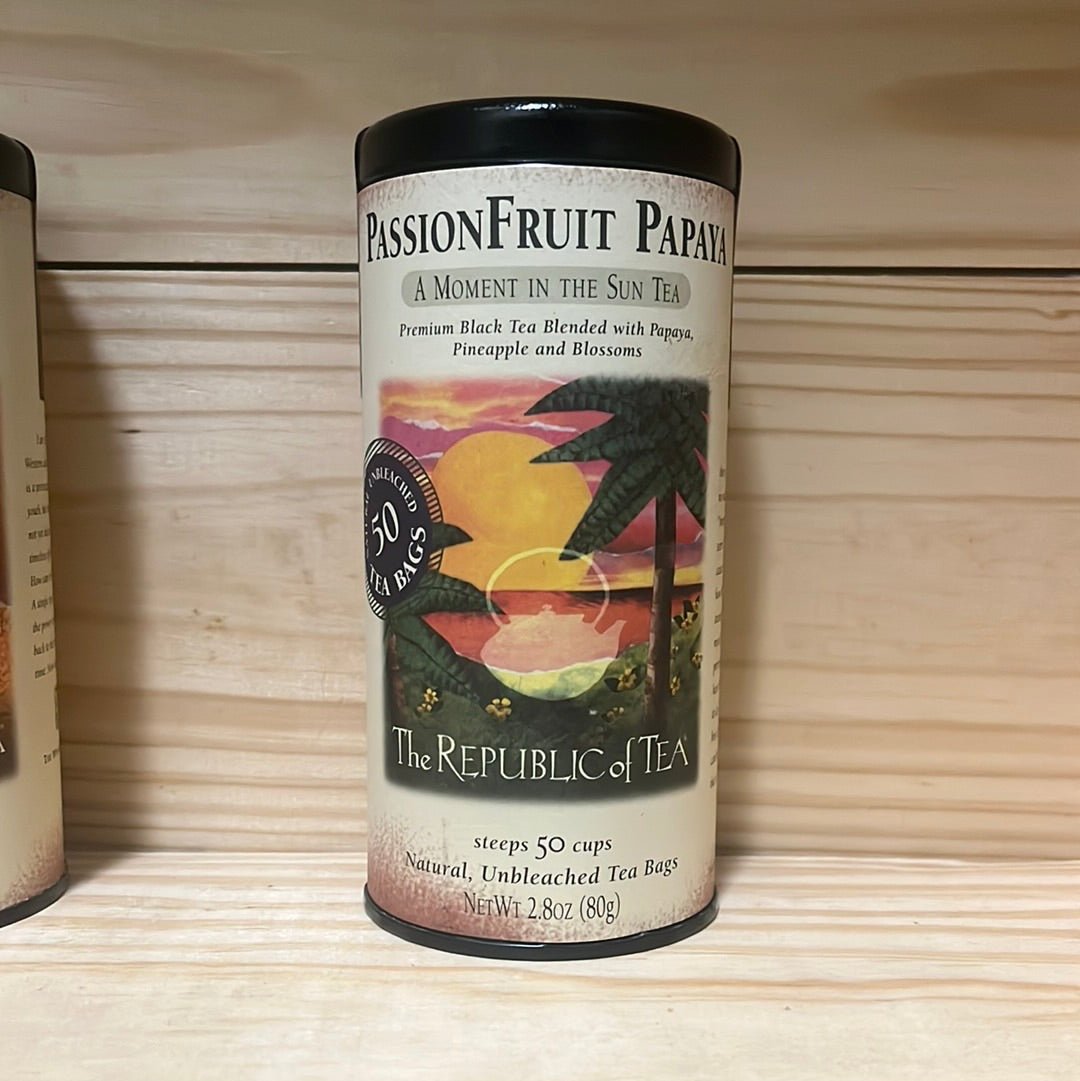 PASSIONFRUIT PAPAYA
A MOMENT IN THE SUN TEA
Premium Black Tea Blended with Papaya,
Pineapple and Blossoms
UNBLEACHED
50
TEA BAGS
The REPUBLIC of TEA
steeps 50 cups
Natural, Unbleached Tea Bags
NETWT 2.8OZ (80g)